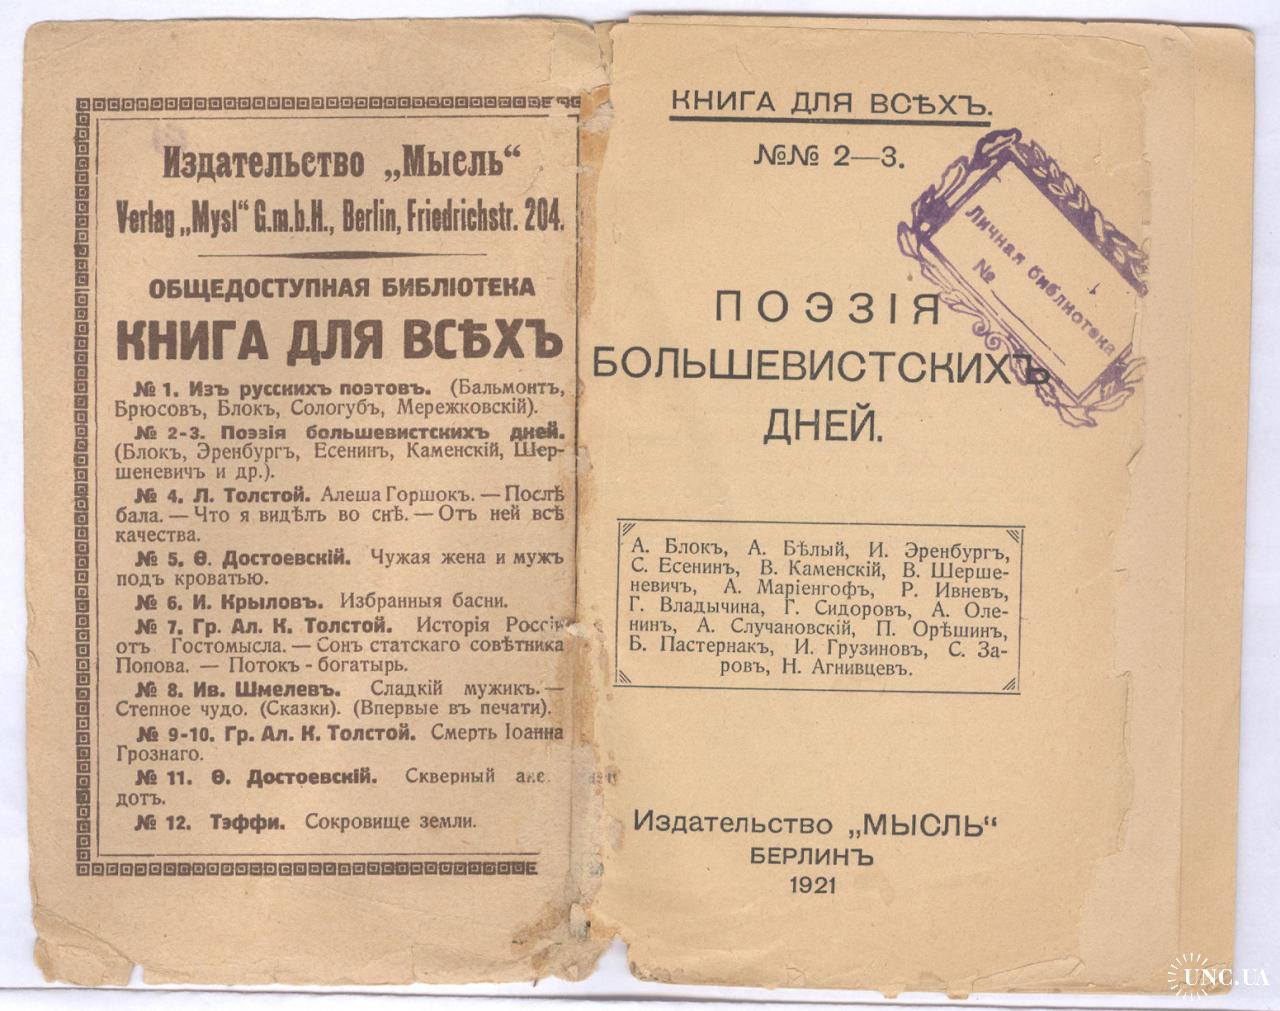 Издательство „Мысль“
Verlag „Mysl“ G.m.b.H., Berlin, Friedrichstr. 204.
ОБЩЕДОСТУПНАЯ БИБЛІОТЕКА
КНИГА ДЛЯ ВСѢХЪ
№ 1. Изъ русскихъ поэтовъ. (Бальмонтъ,
Брюсовъ, Блокъ, Сологубъ, Мережковскій).
№ 2-3. Поэзія большевистскихъ дней.
(Блокъ, Эренбургъ, Есенинъ, Каменскій, Шер-
шеневичъ и др.).
№ 4. Л. Толстой. Алеша Горшокъ. — Послѣ
бала. — Что я видѣлъ во снѣ. — Отъ ней всѣ
качества.
№ 5. Ѳ. Достоевскій. Чужая жена и мужъ
подъ кроватью.
№ 6. И. Крыловъ. Избранныя басни.
№ 7. Гр. Ал. К. Толстой. Исторія Россіи
отъ Гостомысла. — Сонъ статскаго совѣтника
Попова. — Потокъ - богатырь.
№ 8. Ив. Шмелевъ. Сладкій мужикъ. —
Степное чудо. (Сказки). (Впервые въ печати).
№ 9-10. Гр. Ал. К. Толстой. Смерть Іоанна
Грознаго.
№ 11. Ѳ. Достоевскій. Скверный анек-
дотъ.
№ 12. Тэффи. Сокровище земли.
КНИГА ДЛЯ ВСѢХЪ.
№№ 2—3.
Личная библиотека
№
ПОЭЗІЯ
БОЛЬШЕВИСТСКИХЪ
ДНЕЙ.
А. Блокъ, А. Бѣлый, И. Эренбургъ,
С. Есенинъ, В. Каменскій, В. Шерше-
невичъ, А. Маріенгофъ, Р. Ивневъ,
Г. Владычина, Г. Сидоровъ, А. Оле-
нинъ, А. Случановскій, П. Орѣшинъ,
Б. Пастернакъ, И. Грузиновъ, С. За-
ровъ, Н. Агнивцевъ.
Издательство „МЫСЛЬ“
БЕРЛИНЪ
1921
UNC.UA